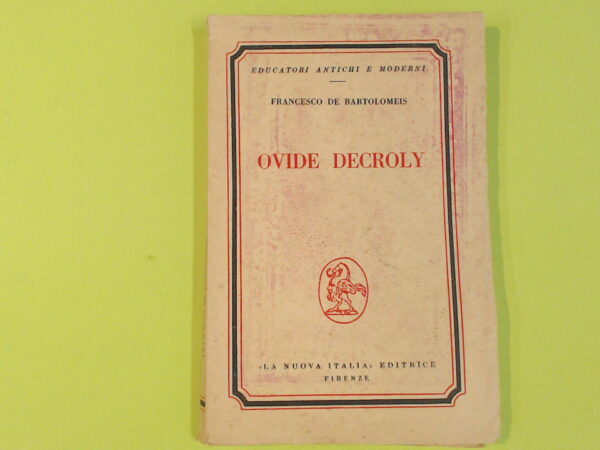 EDUCATORI ANTICHI E MODERNI
FRANCESCO DE BARTOLOMEIS
OVIDE DECROLY
«LA NUOVA ITALIA» EDITRICE
FIRENZE